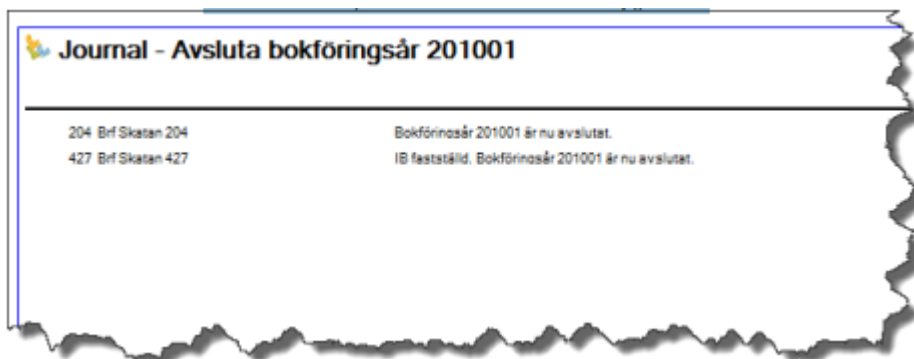 Journal - Avsluta bokföringsår 201001
204 Brf Skatan 204 Bokföringsår 201001 är nu avslutat.
427 Brf Skatan 427 IB fastställd. Bokföringsår 201001 är nu avslutat.